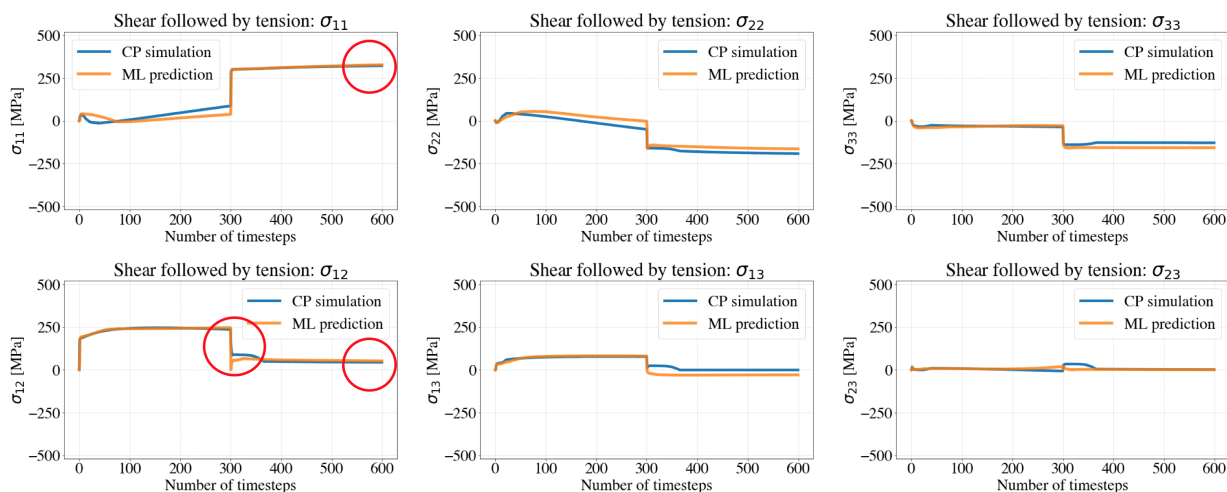 Shear followed by tension: σ₁₁
500
250
0
−250
−500
σ₁₁ [MPa]
CP simulation
ML prediction
0 100 200 300 400 500 600
Number of timesteps
Shear followed by tension: σ₂₂
500
250
0
−250
−500
σ₂₂ [MPa]
CP simulation
ML prediction
0 100 200 300 400 500 600
Number of timesteps
Shear followed by tension: σ₃₃
500
250
0
−250
−500
σ₃₃ [MPa]
CP simulation
ML prediction
0 100 200 300 400 500 600
Number of timesteps
Shear followed by tension: σ₁₂
500
250
0
−250
−500
σ₁₂ [MPa]
CP simulation
ML prediction
0 100 200 300 400 500 600
Number of timesteps
Shear followed by tension: σ₁₃
500
250
0
−250
−500
σ₁₃ [MPa]
CP simulation
ML prediction
0 100 200 300 400 500 600
Number of timesteps
Shear followed by tension: σ₂₃
500
250
0
−250
−500
σ₂₃ [MPa]
CP simulation
ML prediction
0 100 200 300 400 500 600
Number of timesteps